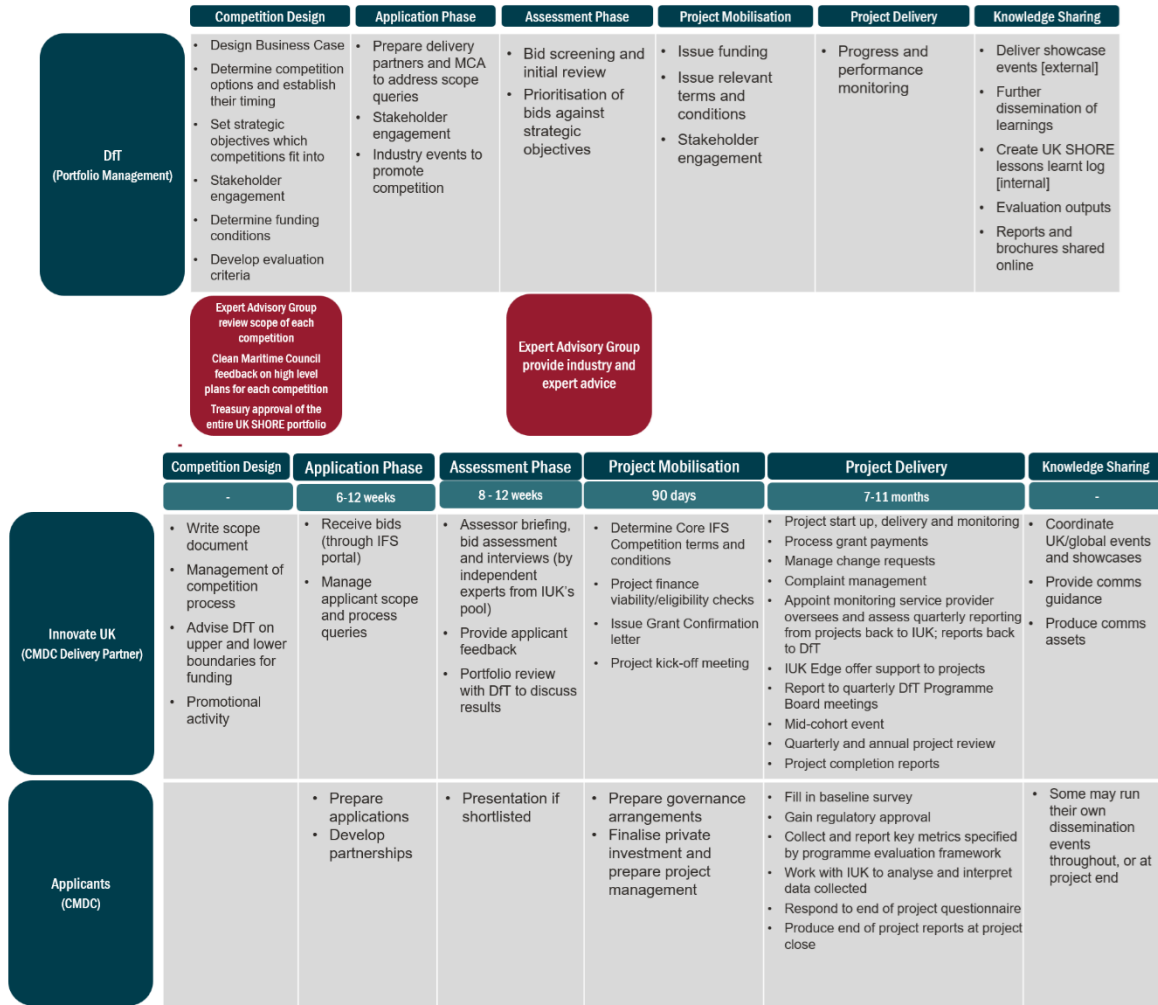 Competition Design
Application Phase
Assessment Phase
Project Mobilisation
Project Delivery
Knowledge Sharing
DfT
(Portfolio Management)
• Design Business Case
• Determine competition
options and establish
their timing
• Set strategic
objectives which
competitions fit into
• Stakeholder
engagement
• Determine funding
conditions
• Develop evaluation
criteria
• Prepare delivery
partners and MCA
to address scope
queries
• Stakeholder
engagement
• Industry events to
promote
competition
• Bid screening and
initial review
• Prioritisation of
bids against
strategic
objectives
• Issue funding
• Issue relevant
terms and
conditions
• Stakeholder
engagement
• Progress and
performance
monitoring
• Deliver showcase
events [external]
• Further
dissemination of
learnings
• Create UK SHORE
lessons learnt log
[internal]
• Evaluation outputs
• Reports and
brochures shared
online
Expert Advisory Group
review scope of each
competition
Clean Maritime Council
feedback on high level
plans for each competition
Treasury approval of the
entire UK SHORE portfolio
Expert Advisory Group
provide industry and
expert advice
Competition Design
Application Phase
Assessment Phase
Project Mobilisation
Project Delivery
Knowledge Sharing
-
6-12 weeks
8 - 12 weeks
90 days
7-11 months
-
Innovate UK
(CMDC Delivery Partner)
• Write scope
document
• Management of
competition
process
• Advise DfT on
upper and lower
boundaries for
funding
• Promotional
activity
• Receive bids
(through IFS
portal)
• Manage
applicant scope
and process
queries
• Assessor briefing,
bid assessment
and interviews (by
independent
experts from IUK's
pool)
• Provide applicant
feedback
• Portfolio review
with DfT to discuss
results
• Determine Core IFS
Competition terms and
conditions
• Project finance
viability/eligibility checks
• Issue Grant Confirmation
letter
• Project kick-off meeting
• Project start up, delivery and monitoring
• Process grant payments
• Manage change requests
• Complaint management
• Appoint monitoring service provider
oversees and assess quarterly reporting
from projects back to IUK; reports back
to DfT
• IUK Edge offer support to projects
• Report to quarterly DfT Programme
Board meetings
• Mid-cohort event
• Quarterly and annual project review
• Project completion reports
• Coordinate
UK/global events
and showcases
• Provide comms
guidance
• Produce comms
assets
Applicants
(CMDC)
• Prepare
applications
• Develop
partnerships
• Presentation if
shortlisted
• Prepare governance
arrangements
• Finalise private
investment and
prepare project
management
• Fill in baseline survey
• Gain regulatory approval
• Collect and report key metrics specified
by programme evaluation framework
• Work with IUK to analyse and interpret
data collected
• Respond to end of project questionnaire
• Produce end of project reports at project
close
• Some may run
their own
dissemination
events
throughout, or at
project end